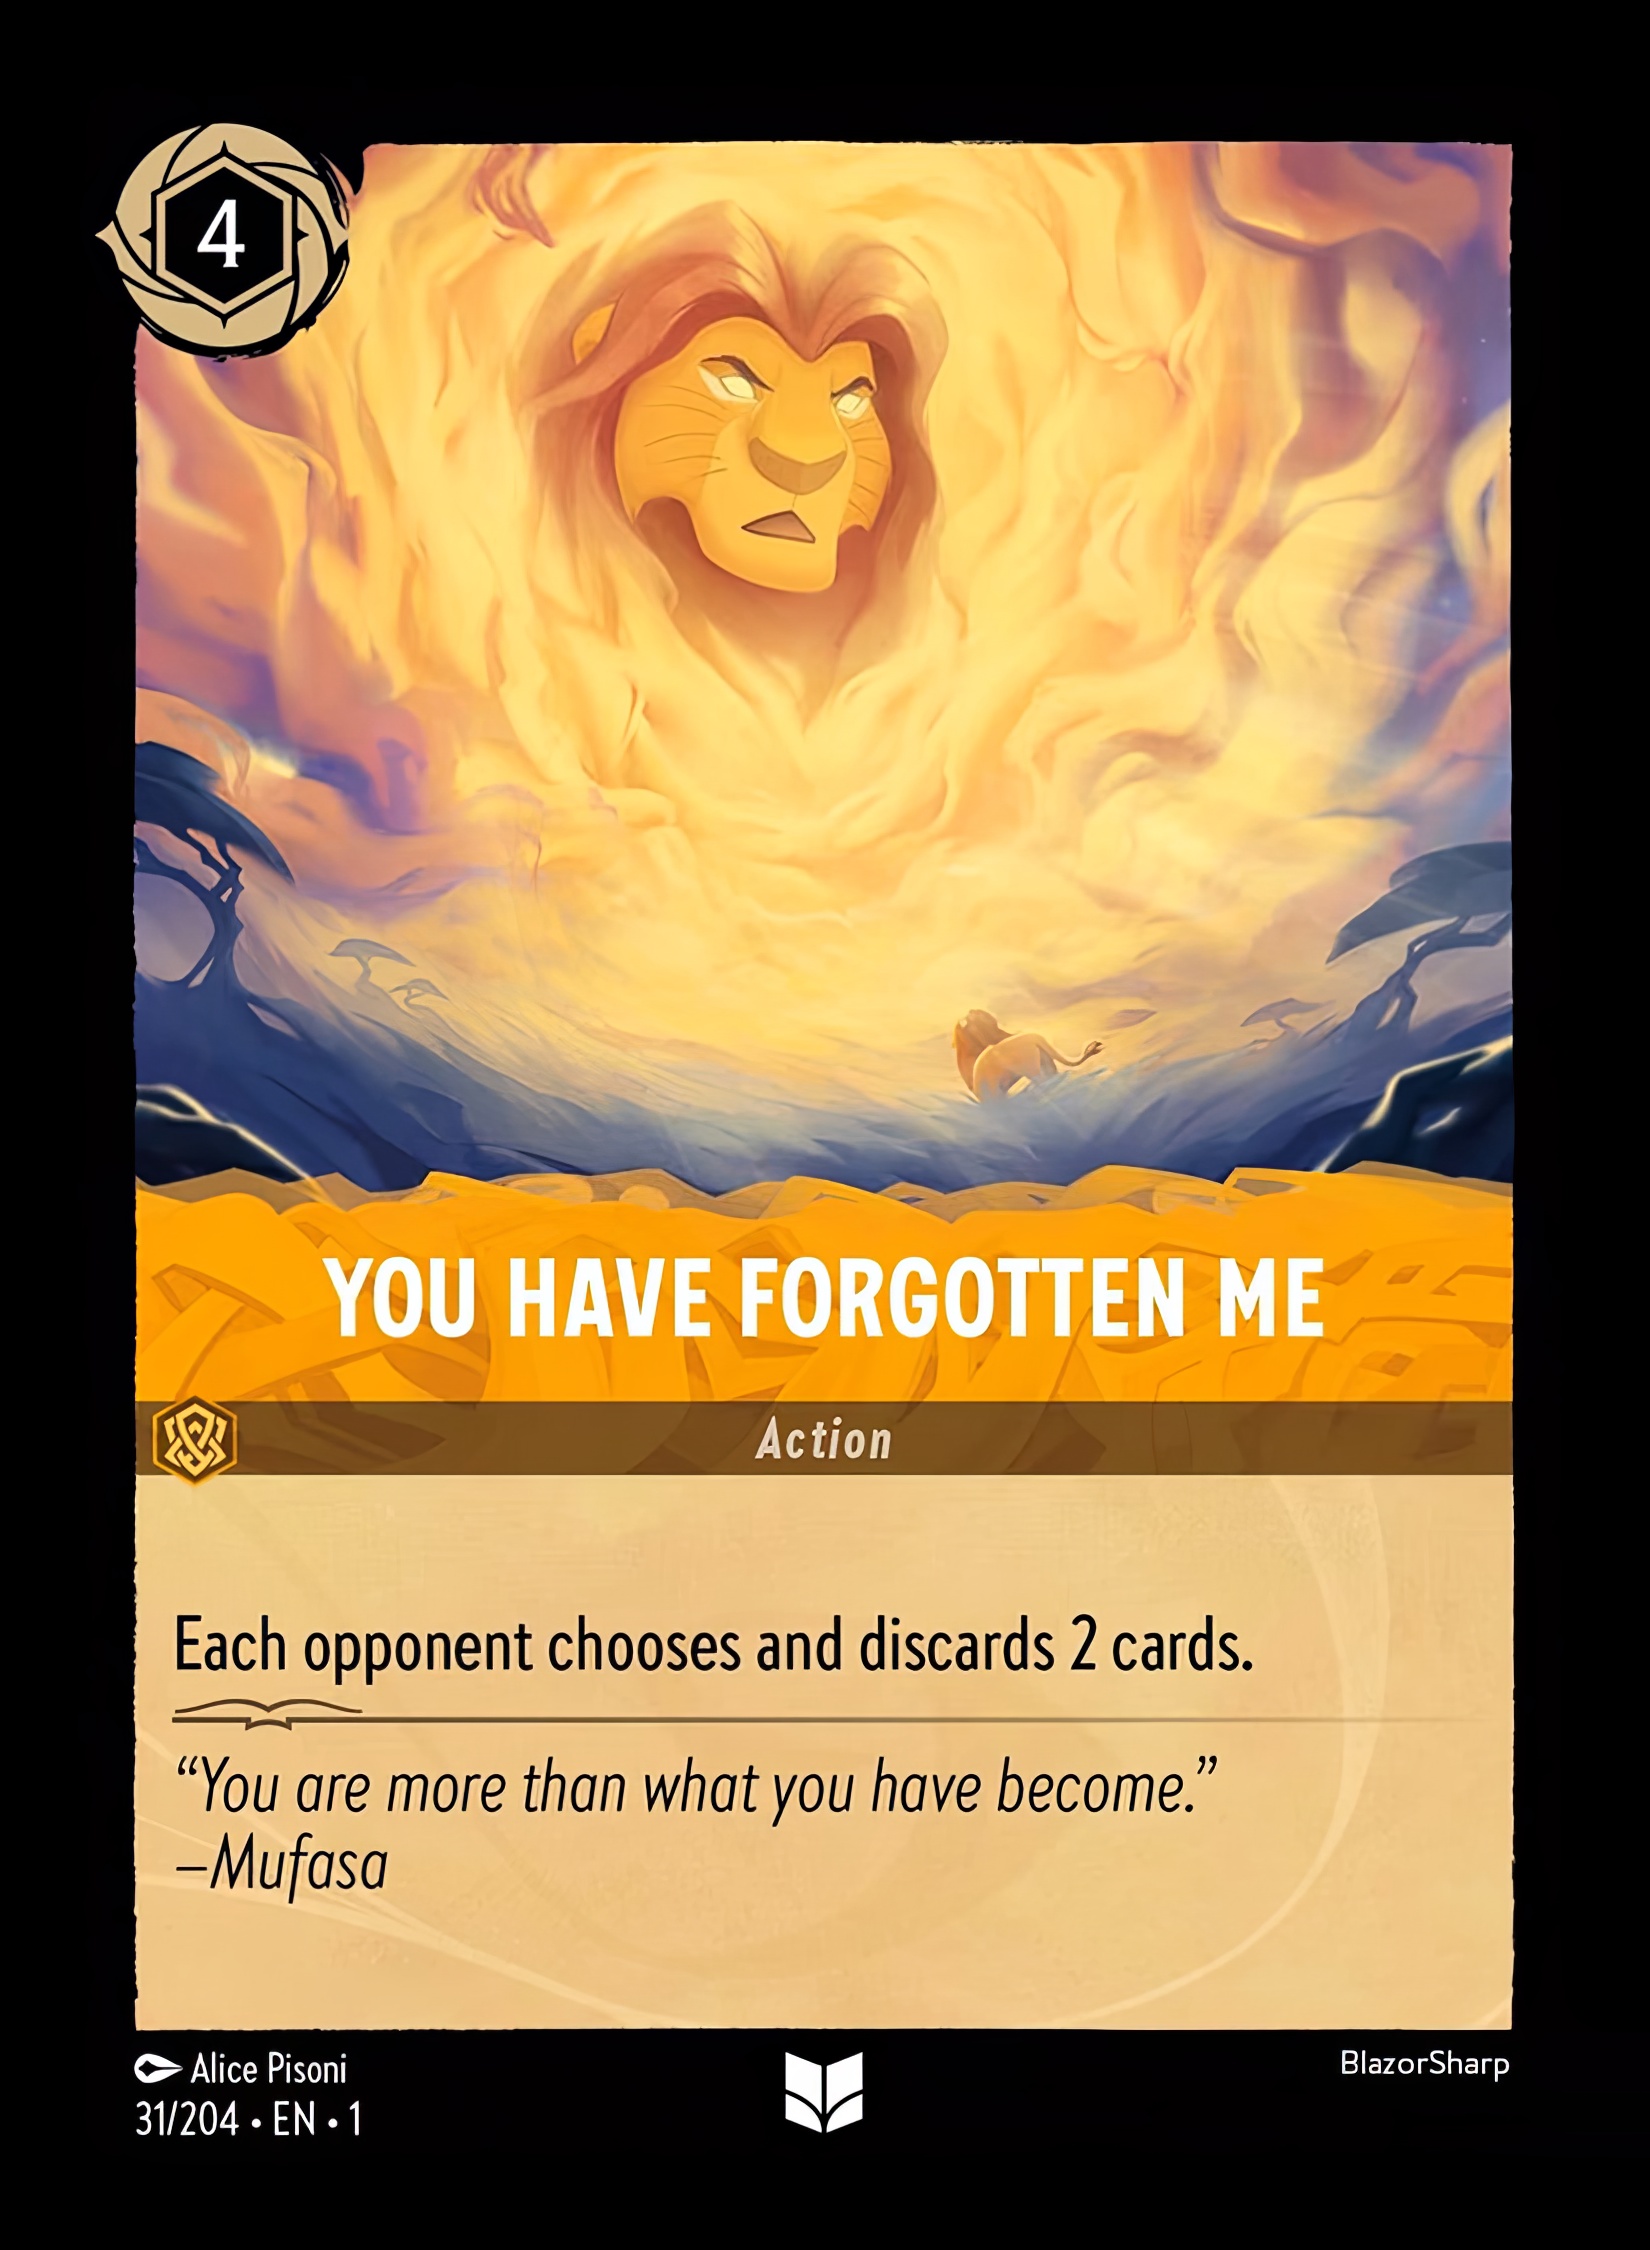 4
YOU HAVE FORGOTTEN ME
Action
Each opponent chooses and discards 2 cards.
“You are more than what you have become.”
–Mufasa
Alice Pisoni
BlazorSharp
31/204 • EN • 1